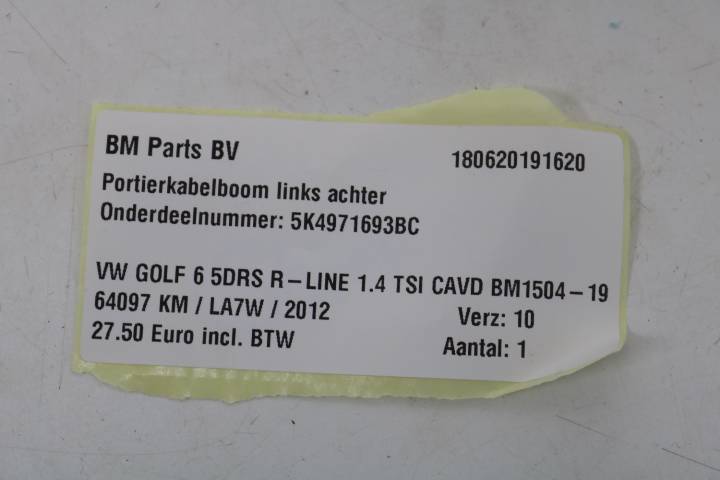 BM Parts BV 180620191620
Portierkabelboom links achter
Onderdeelnummer: 5K4971693BC
VW GOLF 6 5DRS R-LINE 1.4 TSI CAVD BM1504-19
64097 KM / LA7W / 2012 Verz: 10
27.50 Euro incl. BTW Aantal: 1